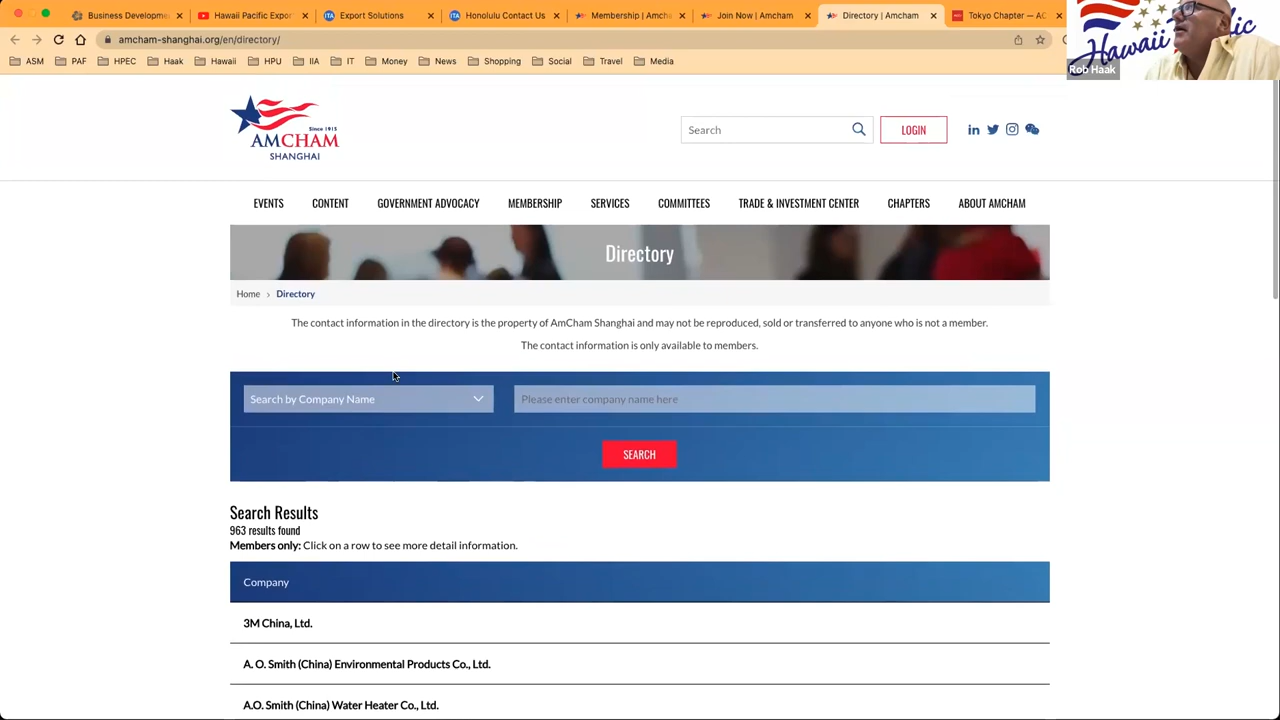 Business Developme
Hawaii Pacific Expor
Export Solutions
Honolulu Contact Us
Membership | Amcha
Join Now | Amcham
Directory | Amcham
Tokyo Chapter — AC
amcham-shanghai.org/en/directory/
ASM
PAF
HPEC
Haak
Hawaii
HPU
IIA
IT
Money
News
Shopping
Social
Travel
Media
Hawaii
Rob Haak
Since 1915
AMCHAM
SHANGHAI
Search
LOGIN
EVENTS
CONTENT
GOVERNMENT ADVOCACY
MEMBERSHIP
SERVICES
COMMITTEES
TRADE & INVESTMENT CENTER
CHAPTERS
ABOUT AMCHAM
Directory
Home › Directory
The contact information in the directory is the property of AmCham Shanghai and may not be reproduced, sold or transferred to anyone who is not a member.
The contact information is only available to members.
Search by Company Name
Please enter company name here
SEARCH
Search Results
963 results found
Members only: Click on a row to see more detail information.
Company
3M China, Ltd.
A. O. Smith (China) Environmental Products Co., Ltd.
A.O. Smith (China) Water Heater Co., Ltd.